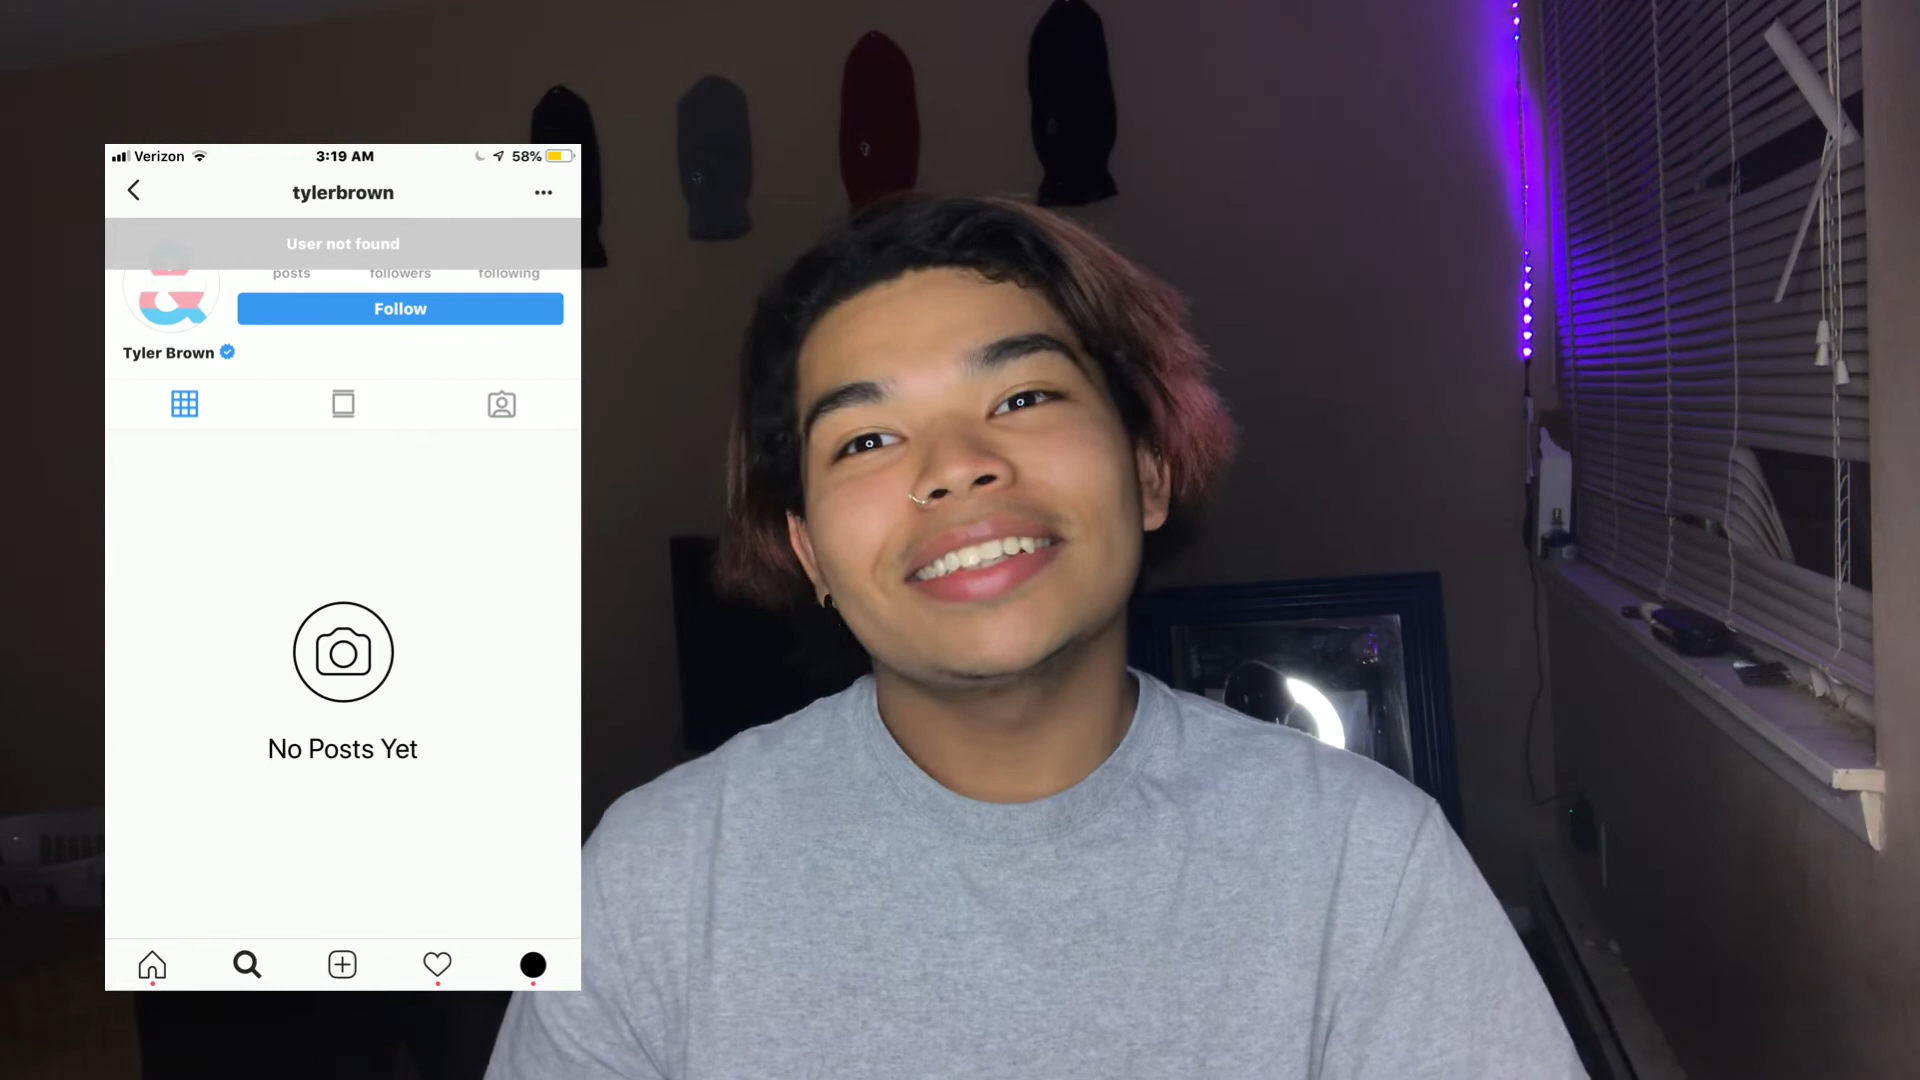 Verizon 3:19 AM 58%
tylerbrown
User not found
posts followers following
Follow
Tyler Brown
No Posts Yet